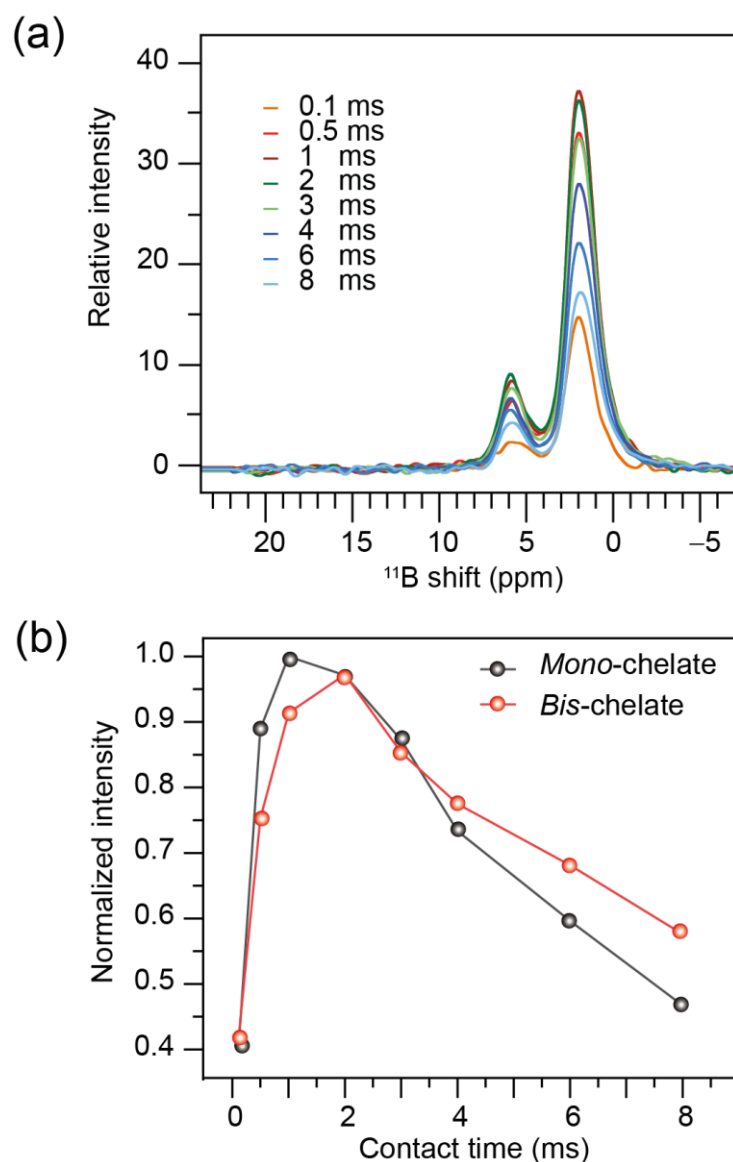 (a)
40
30
20
10
0
Relative intensity
0.1 ms
0.5 ms
1 ms
2 ms
3 ms
4 ms
6 ms
8 ms
20 15 10 5 0 –5
¹¹B shift (ppm)
(b)
1.0
0.9
0.8
0.7
0.6
0.5
0.4
Normalized intensity
Mono-chelate
Bis-chelate
0 2 4 6 8
Contact time (ms)